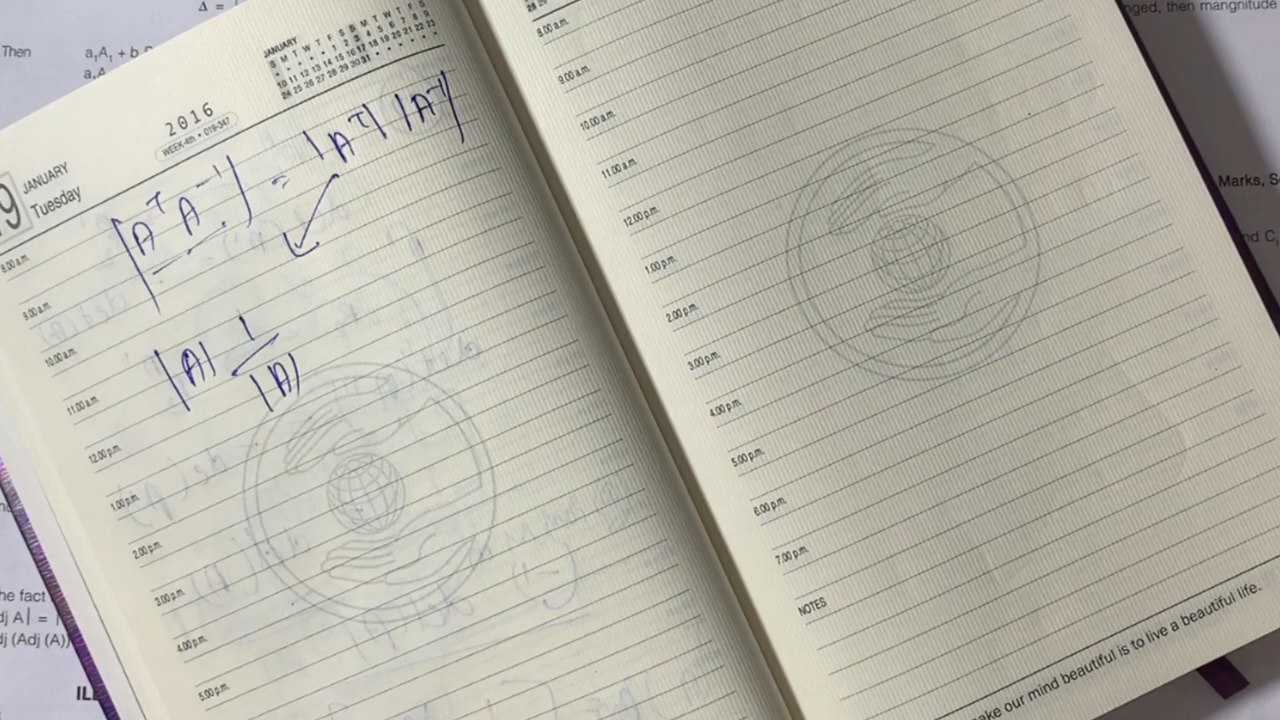 Δ =
Then a₁A₁ + b
a₁A
JANUARY
S M T W T F S S M T W T F S
1 2 3 4 5 6 7 8 9
10 11 12 13 14 15 16 17 18 19 20 21 22 23
24 25 26 27 28 29 30 31
2016
WEEK-4th • 019-347
9 JANUARY
Tuesday
|AᵀA⁻¹| = |Aᵀ| |A⁻¹|
|A| 1/|A|
8.00 a.m.
9.00 a.m.
10.00 a.m.
11.00 a.m.
12.00 p.m.
1.00 p.m.
2.00 p.m.
3.00 p.m.
4.00 p.m.
5.00 p.m.
he fact
dj A| =
dj (Adj (A))
8.00 a.m.
9.00 a.m.
10.00 a.m.
11.00 a.m.
12.00 p.m.
1.00 p.m.
2.00 p.m.
3.00 p.m.
4.00 p.m.
5.00 p.m.
6.00 p.m.
7.00 p.m.
NOTES
ake our mind beautiful is to live a beautiful life.
nged, then mangnitude
Marks, S
nd C